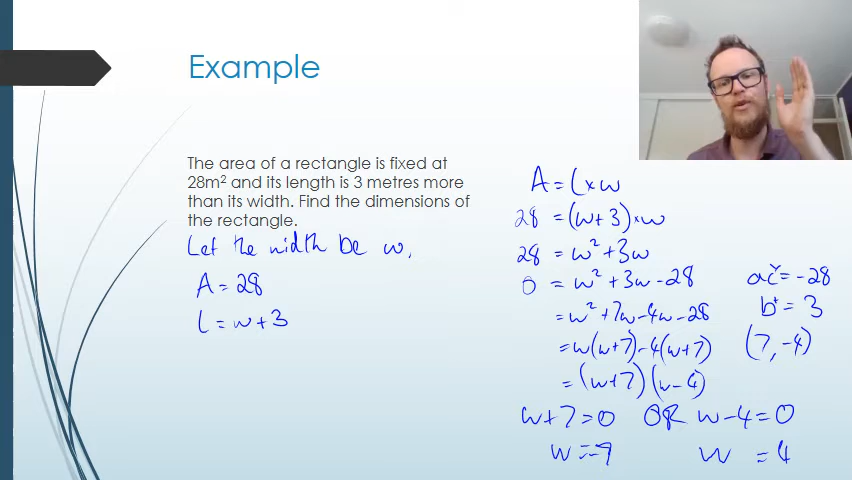 Example
The area of a rectangle is fixed at
28m² and its length is 3 metres more
than its width. Find the dimensions of
the rectangle.
Let the width be w,
A = 28
L = w + 3
A = L × w
28 = (w + 3) × w
28 = w² + 3w
0 = w² + 3w - 28
= w² + 7w - 4w - 28
= w(w + 7) - 4(w + 7)
= (w + 7)(w - 4)
w + 7 = 0 OR w - 4 = 0
w = -7 w = 4
ac = -28
b = 3
(7, -4)